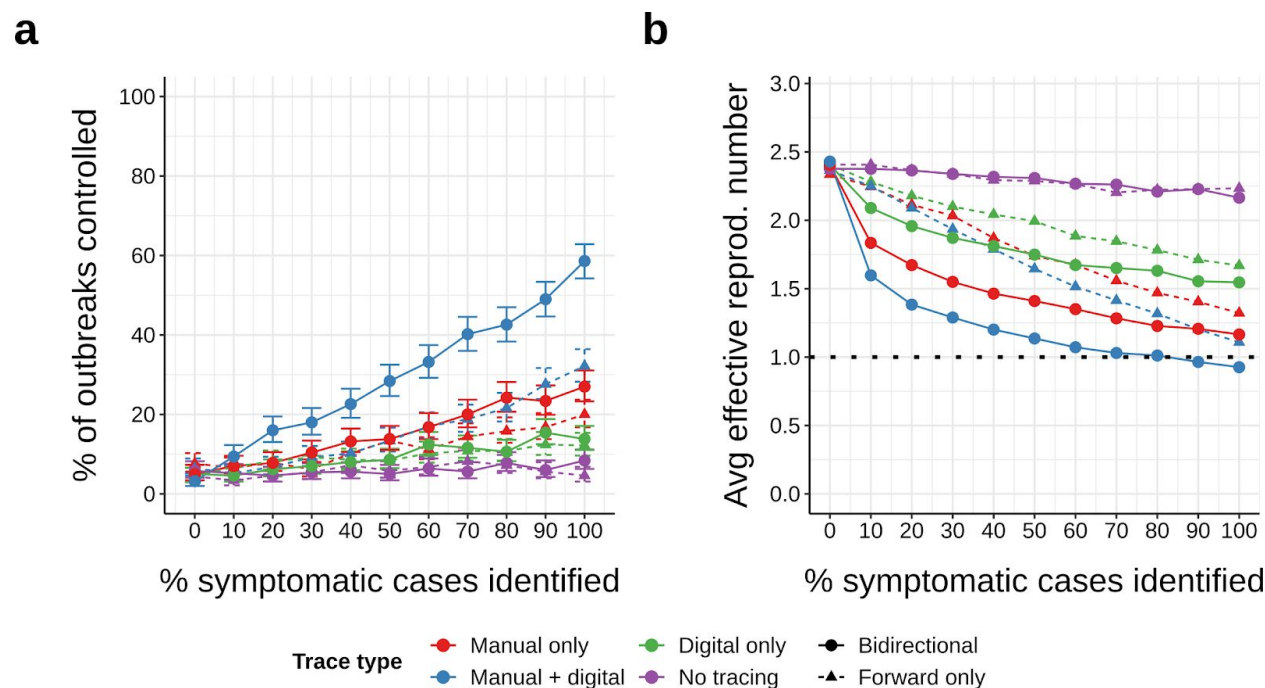 a
b
% of outbreaks controlled
100
80
60
40
20
0
0 10 20 30 40 50 60 70 80 90 100
% symptomatic cases identified
Avg effective reprod. number
3.0
2.5
2.0
1.5
1.0
0.5
0.0
0 10 20 30 40 50 60 70 80 90 100
% symptomatic cases identified
Trace type
Manual only
Digital only
Bidirectional
Manual + digital
No tracing
Forward only